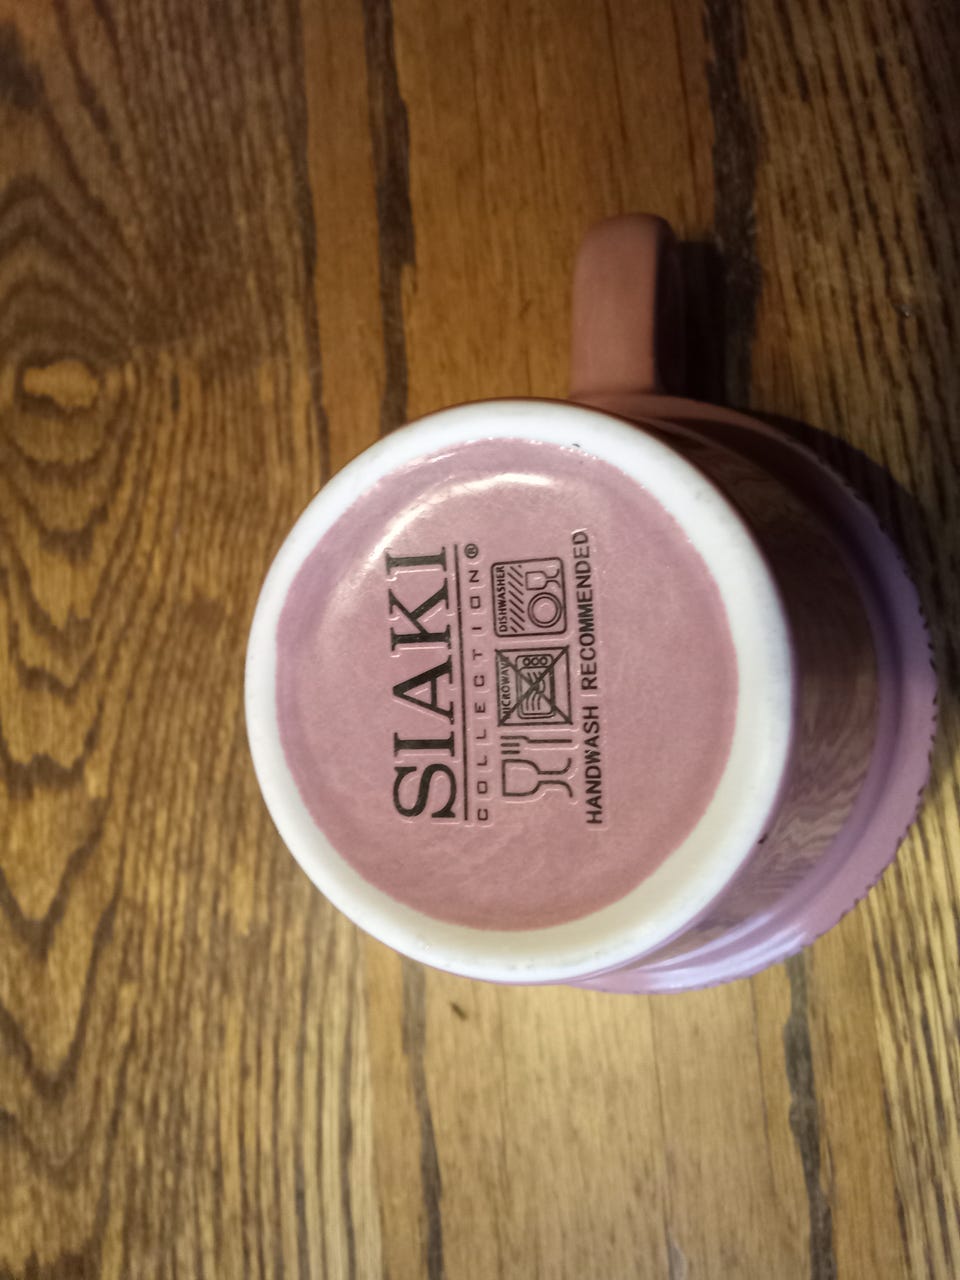 SIAKI
COLLECTION®
MICROWAVE DISHWASHER
HANDWASH RECOMMENDED